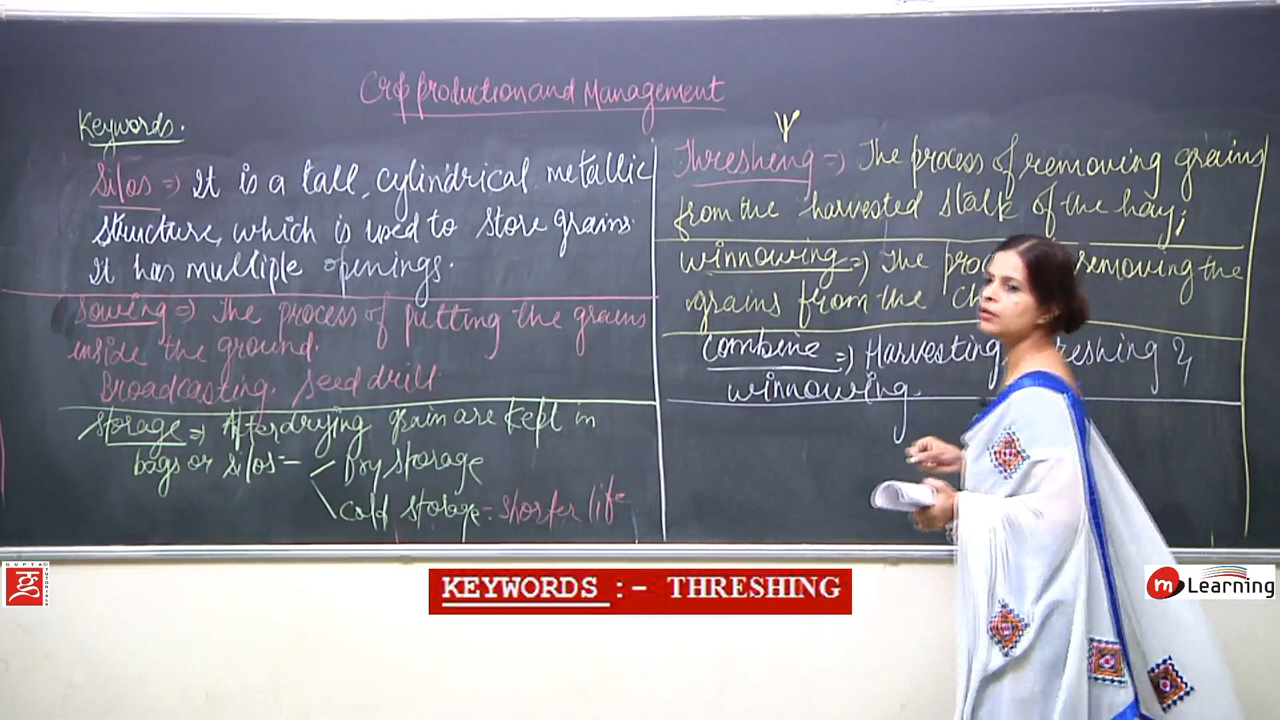 Crop production and Management
Keywords.
Silos => It is a tall, cylindrical metallic
structure, which is used to store grains.
It has multiple openings.
Sowing => The process of putting the grains
inside the ground.
Broadcasting. seed drill
Storage => After drying grain are kept in
bags or silos -
Dry storage
cold storage - shorter life
Threshing => The process of removing grains
from the harvested stalk of the hay;
winnowing => The removing the
grains from the
combine => Harvesting, &
winnowing.
GUPTA TUTORIALS
KEYWORDS :- THRESHING
m Learning